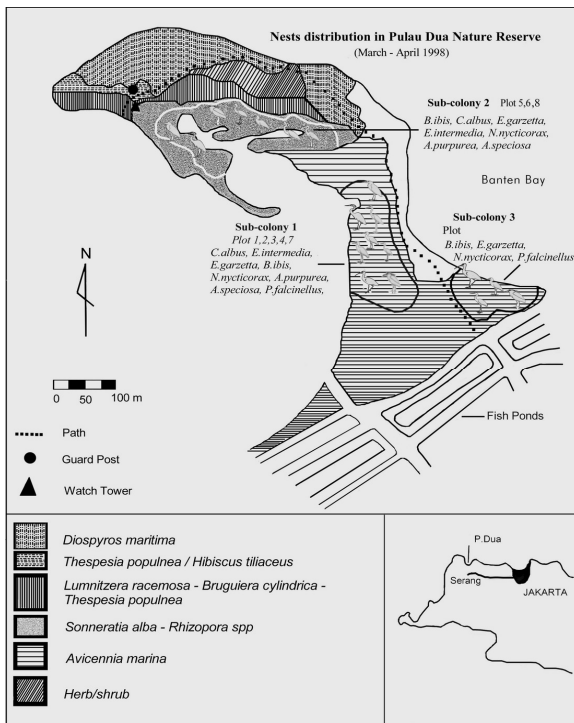 Nests distribution in Pulau Dua Nature Reserve
(March - April 1998)
Sub-colony 2 Plot 5,6,8
B.ibis, C.albus, E.garzetta,
E.intermedia, N.nycticorax,
A.purpurea, A.speciosa
Banten Bay
Sub-colony 1
Plot 1,2,3,4,7
C.albus, E.intermedia,
E.garzetta, B.ibis,
N.nycticorax, A.purpurea,
A.speciosa, P.falcinellus,
Sub-colony 3
Plot
B.ibis, E.garzetta,
N.nycticorax, P.falcinellus
N
0 50 100 m
Fish Ponds
Path
Guard Post
Watch Tower
Diospyros maritima
Thespesia populnea / Hibiscus tiliaceus
Lumnitzera racemosa - Bruguiera cylindrica -
Thespesia populnea
Sonneratia alba - Rhizopora spp
Avicennia marina
Herb/shrub
P.Dua
Serang
JAKARTA